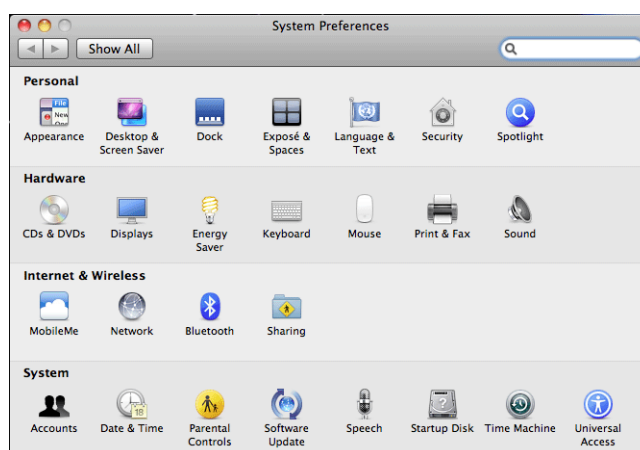 System Preferences
Show All
Personal
Appearance
Desktop &
Screen Saver
Dock
Exposé &
Spaces
Language &
Text
Security
Spotlight
Hardware
CDs & DVDs
Displays
Energy
Saver
Keyboard
Mouse
Print & Fax
Sound
Internet & Wireless
MobileMe
Network
Bluetooth
Sharing
System
Accounts
Date & Time
Parental
Controls
Software
Update
Speech
Startup Disk
Time Machine
Universal
Access